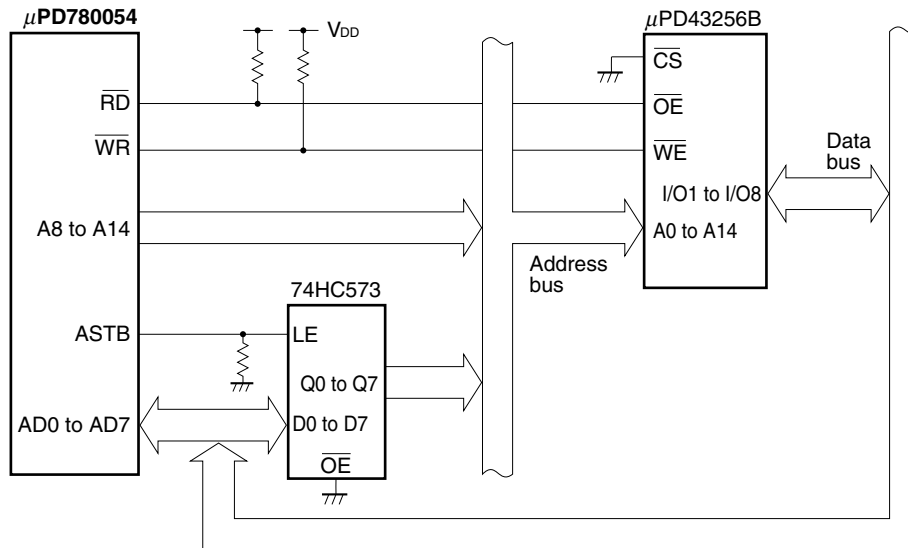 μPD780054
RD
WR
A8 to A14
ASTB
AD0 to AD7
VDD
74HC573
LE
Q0 to Q7
D0 to D7
OE
Address
bus
μPD43256B
CS
OE
WE
I/O1 to I/O8
A0 to A14
Data
bus